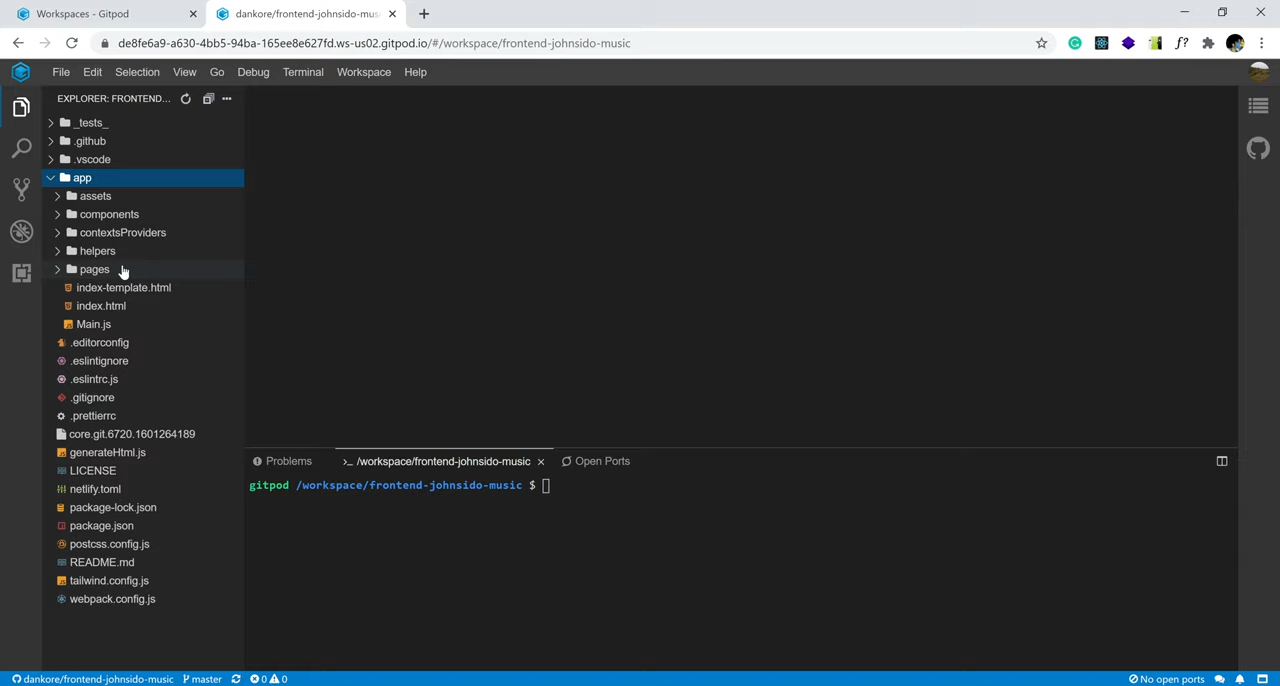 Workspaces - Gitpod
dankore/frontend-johnsido-mus
de8fe6a9-a630-4bb5-94ba-165ee8e627fd.ws-us02.gitpod.io/#/workspace/frontend-johnsido-music
f?
File Edit Selection View Go Debug Terminal Workspace Help
EXPLORER: FRONTEND...
_tests_
.github
.vscode
app
assets
components
contextsProviders
helpers
pages
index-template.html
index.html
Main.js
.editorconfig
.eslintignore
.eslintrc.js
.gitignore
.prettierrc
core.git.6720.1601264189
generateHtml.js
LICENSE
netlify.toml
package-lock.json
package.json
postcss.config.js
README.md
tailwind.config.js
webpack.config.js
Problems >_ /workspace/frontend-johnsido-music Open Ports
gitpod /workspace/frontend-johnsido-music $
dankore/frontend-johnsido-music master 0 0 No open ports